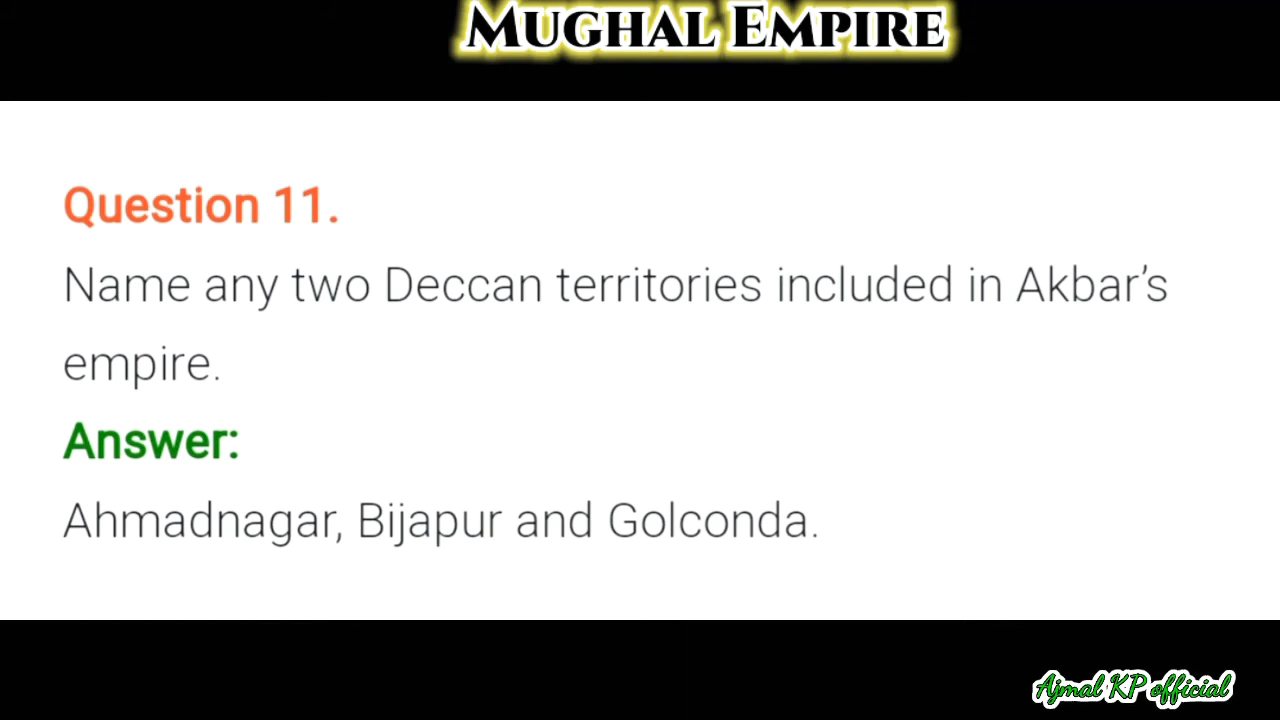 MUGHAL EMPIRE
Question 11.
Name any two Deccan territories included in Akbar’s
empire.
Answer:
Ahmadnagar, Bijapur and Golconda.
Ajmal KP official